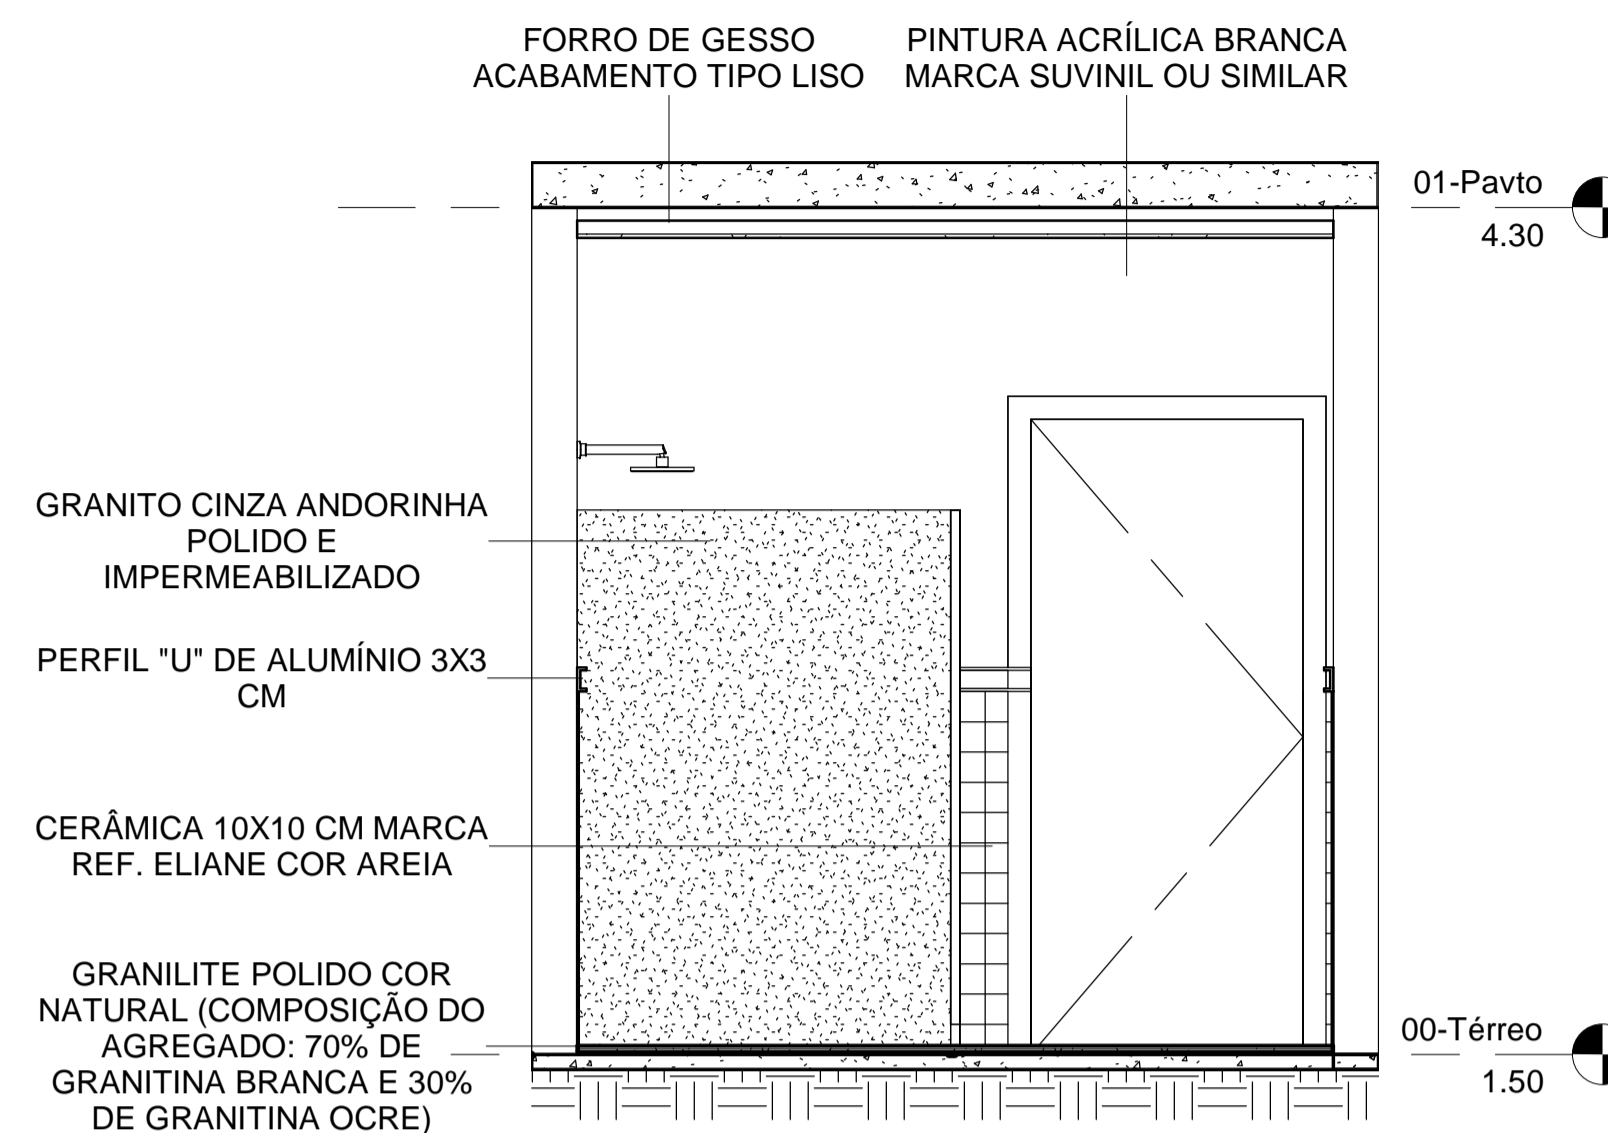 FORRO DE GESSO
ACABAMENTO TIPO LISO
PINTURA ACRÍLICA BRANCA
MARCA SUVINIL OU SIMILAR
01-Pavto
4.30
GRANITO CINZA ANDORINHA
POLIDO E
IMPERMEABILIZADO
PERFIL "U" DE ALUMÍNIO 3X3
CM
CERÂMICA 10X10 CM MARCA
REF. ELIANE COR AREIA
GRANILITE POLIDO COR
NATURAL (COMPOSIÇÃO DO
AGREGADO: 70% DE
GRANITINA BRANCA E 30%
DE GRANITINA OCRE)
00-Térreo
1.50